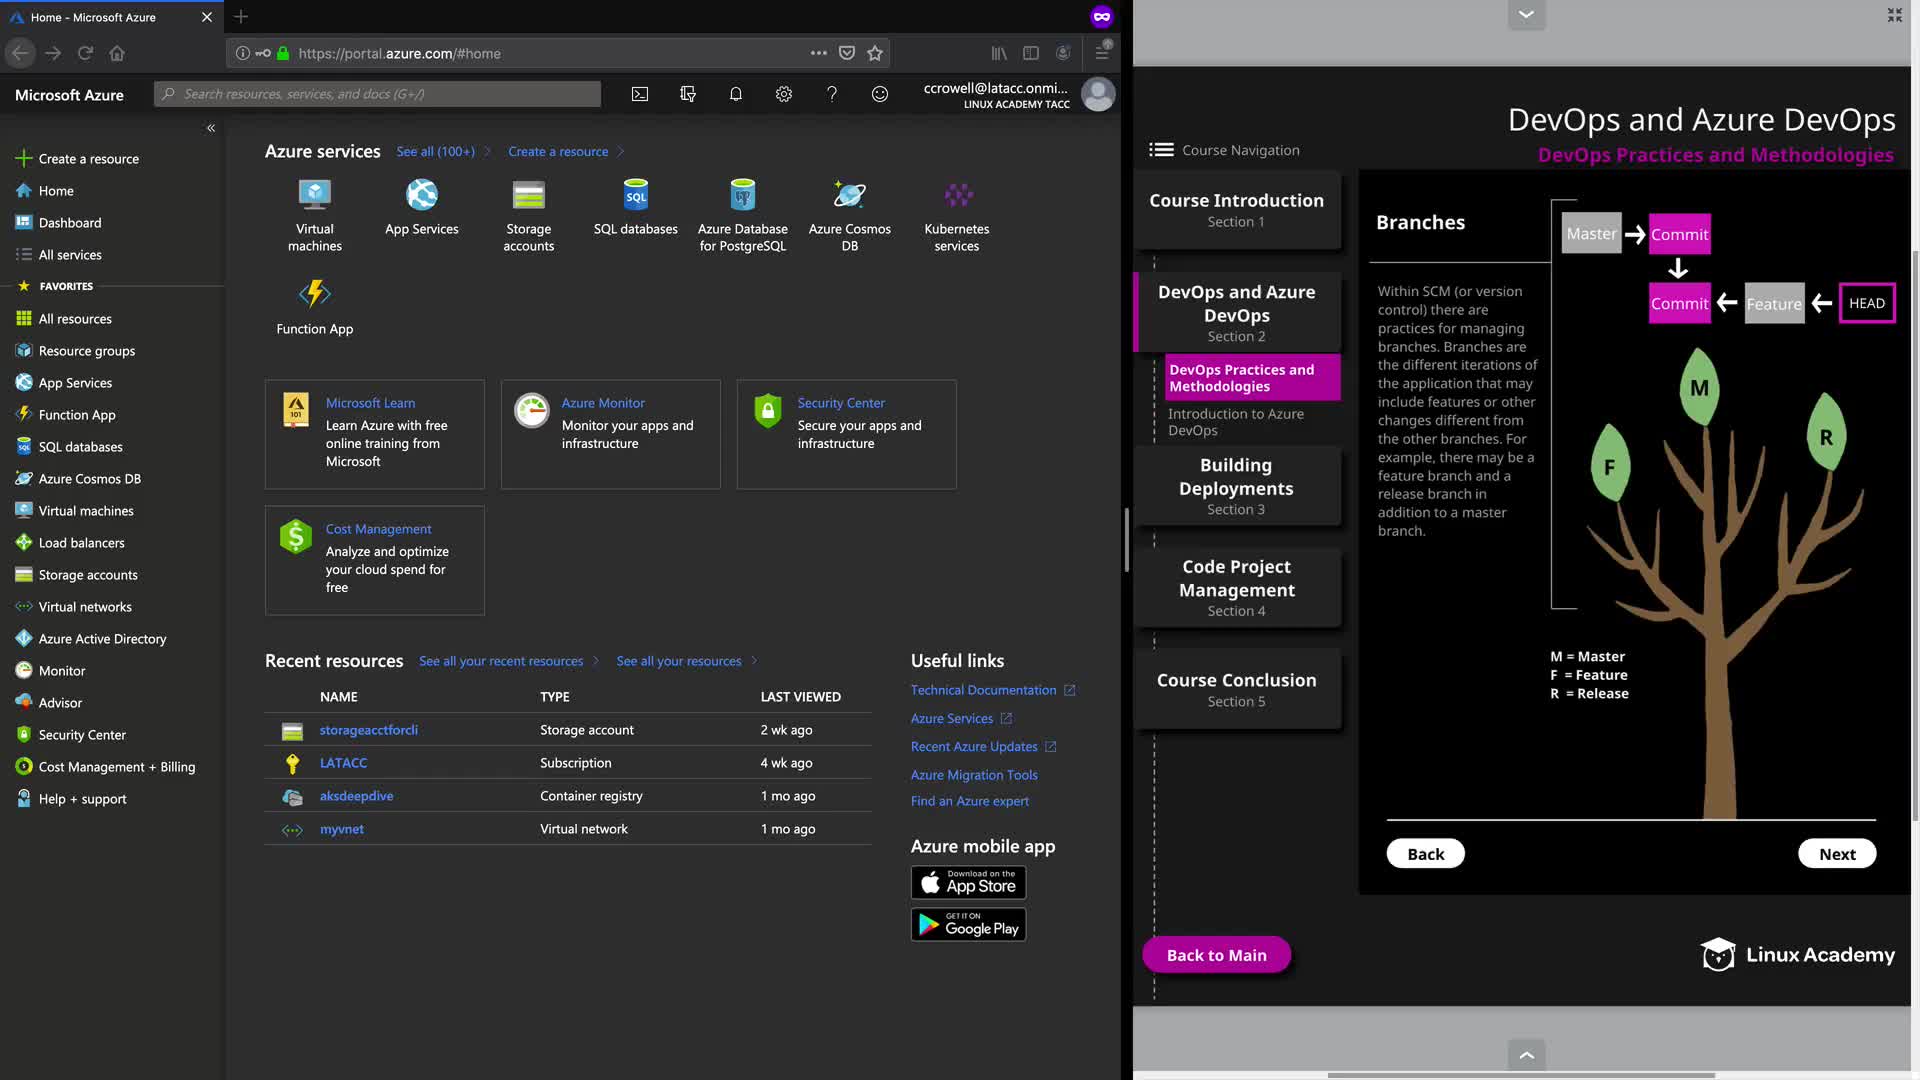 Home - Microsoft Azure
https://portal.azure.com/#home
Microsoft Azure
Search resources, services, and docs (G+/)
ccrowell@latacc.onmi...
LINUX ACADEMY TACC
Create a resource
Home
Dashboard
All services
FAVORITES
All resources
Resource groups
App Services
Function App
SQL databases
Azure Cosmos DB
Virtual machines
Load balancers
Storage accounts
Virtual networks
Azure Active Directory
Monitor
Advisor
Security Center
Cost Management + Billing
Help + support
Azure services
See all (100+)
Create a resource
Virtual
machines
App Services
Storage
accounts
SQL
SQL databases
Azure Database
for PostgreSQL
Azure Cosmos
DB
Kubernetes
services
Function App
101
Microsoft Learn
Learn Azure with free
online training from
Microsoft
Azure Monitor
Monitor your apps and
infrastructure
Security Center
Secure your apps and
infrastructure
$
Cost Management
Analyze and optimize
your cloud spend for
free
Recent resources
See all your recent resources
See all your resources
NAME TYPE LAST VIEWED
storageacctforcli Storage account 2 wk ago
LATACC Subscription 4 wk ago
aksdeepdive Container registry 1 mo ago
myvnet Virtual network 1 mo ago
Useful links
Technical Documentation
Azure Services
Recent Azure Updates
Azure Migration Tools
Find an Azure expert
Azure mobile app
Download on the
App Store
GET IT ON
Google Play
DevOps and Azure DevOps
DevOps Practices and Methodologies
Course Navigation
Course Introduction
Section 1
DevOps and Azure
DevOps
Section 2
DevOps Practices and
Methodologies
Introduction to Azure
DevOps
Building
Deployments
Section 3
Code Project
Management
Section 4
Course Conclusion
Section 5
Back to Main
Branches
Within SCM (or version
control) there are
practices for managing
branches. Branches are
the different iterations of
the application that may
include features or other
changes different from
the other branches. For
example, there may be a
feature branch and a
release branch in
addition to a master
branch.
Master
Commit
Commit
Feature
HEAD
M
R
F
M = Master
F = Feature
R = Release
Back
Next
Linux Academy